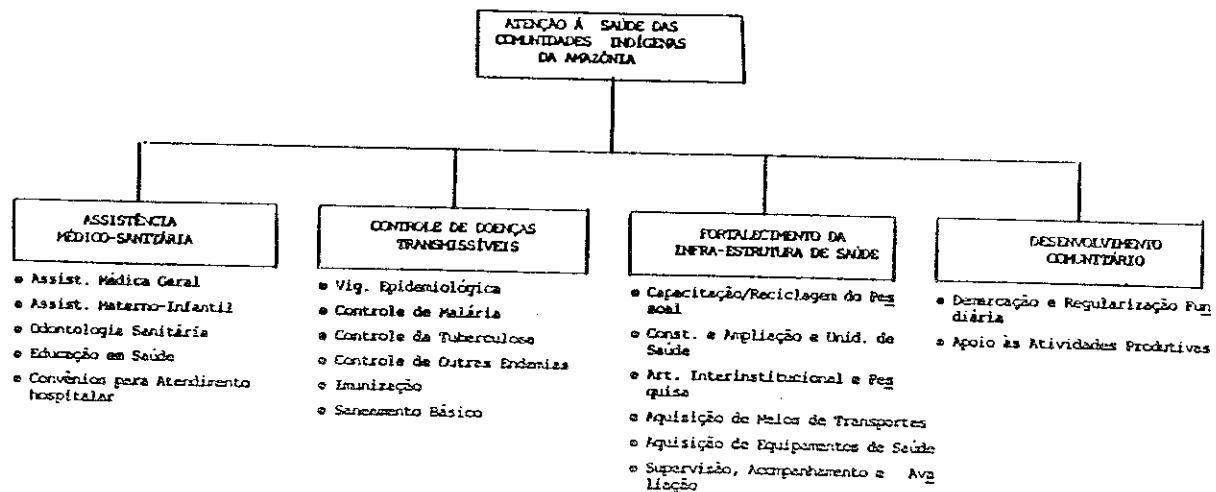 ATENÇÃO Á SAÚDE DAS
COMUNIDADES INDÍGENAS
DA AMAZÔNIA
ASSISTÊNCIA
MÉDICO-SANITÁRIA
• Assist. Médica Geral
• Assist. Materno-Infantil
• Odontologia Sanitária
• Educação em Saúde
• Convênios para Atendimento
hospitalar
CONTROLE DE DOENÇAS
TRANSMISSÍVEIS
• Vig. Epidemiológica
• Controle de Malária
• Controle da Tuberculose
• Controle de Outras Endemias
• Imunização
• Saneamento Básico
FORTALECIMENTO DA
INFRA-ESTRUTURA DE SAÚDE
• Capacitação/Reciclagem do Pes
soal
• Const. e Ampliação e Unid. de
Saúde
• Art. Interinstitucional e Pes
quisa
• Aquisição de Meios de Transportes
• Aquisição de Equipamentos de Saúde
• Supervisão, Acompanhamento e Ava
liação
DESENVOLVIMENTO
COMUNITÁRIO
• Demarcação e Regularização Fun
diária
• Apoio às Atividades Produtivas